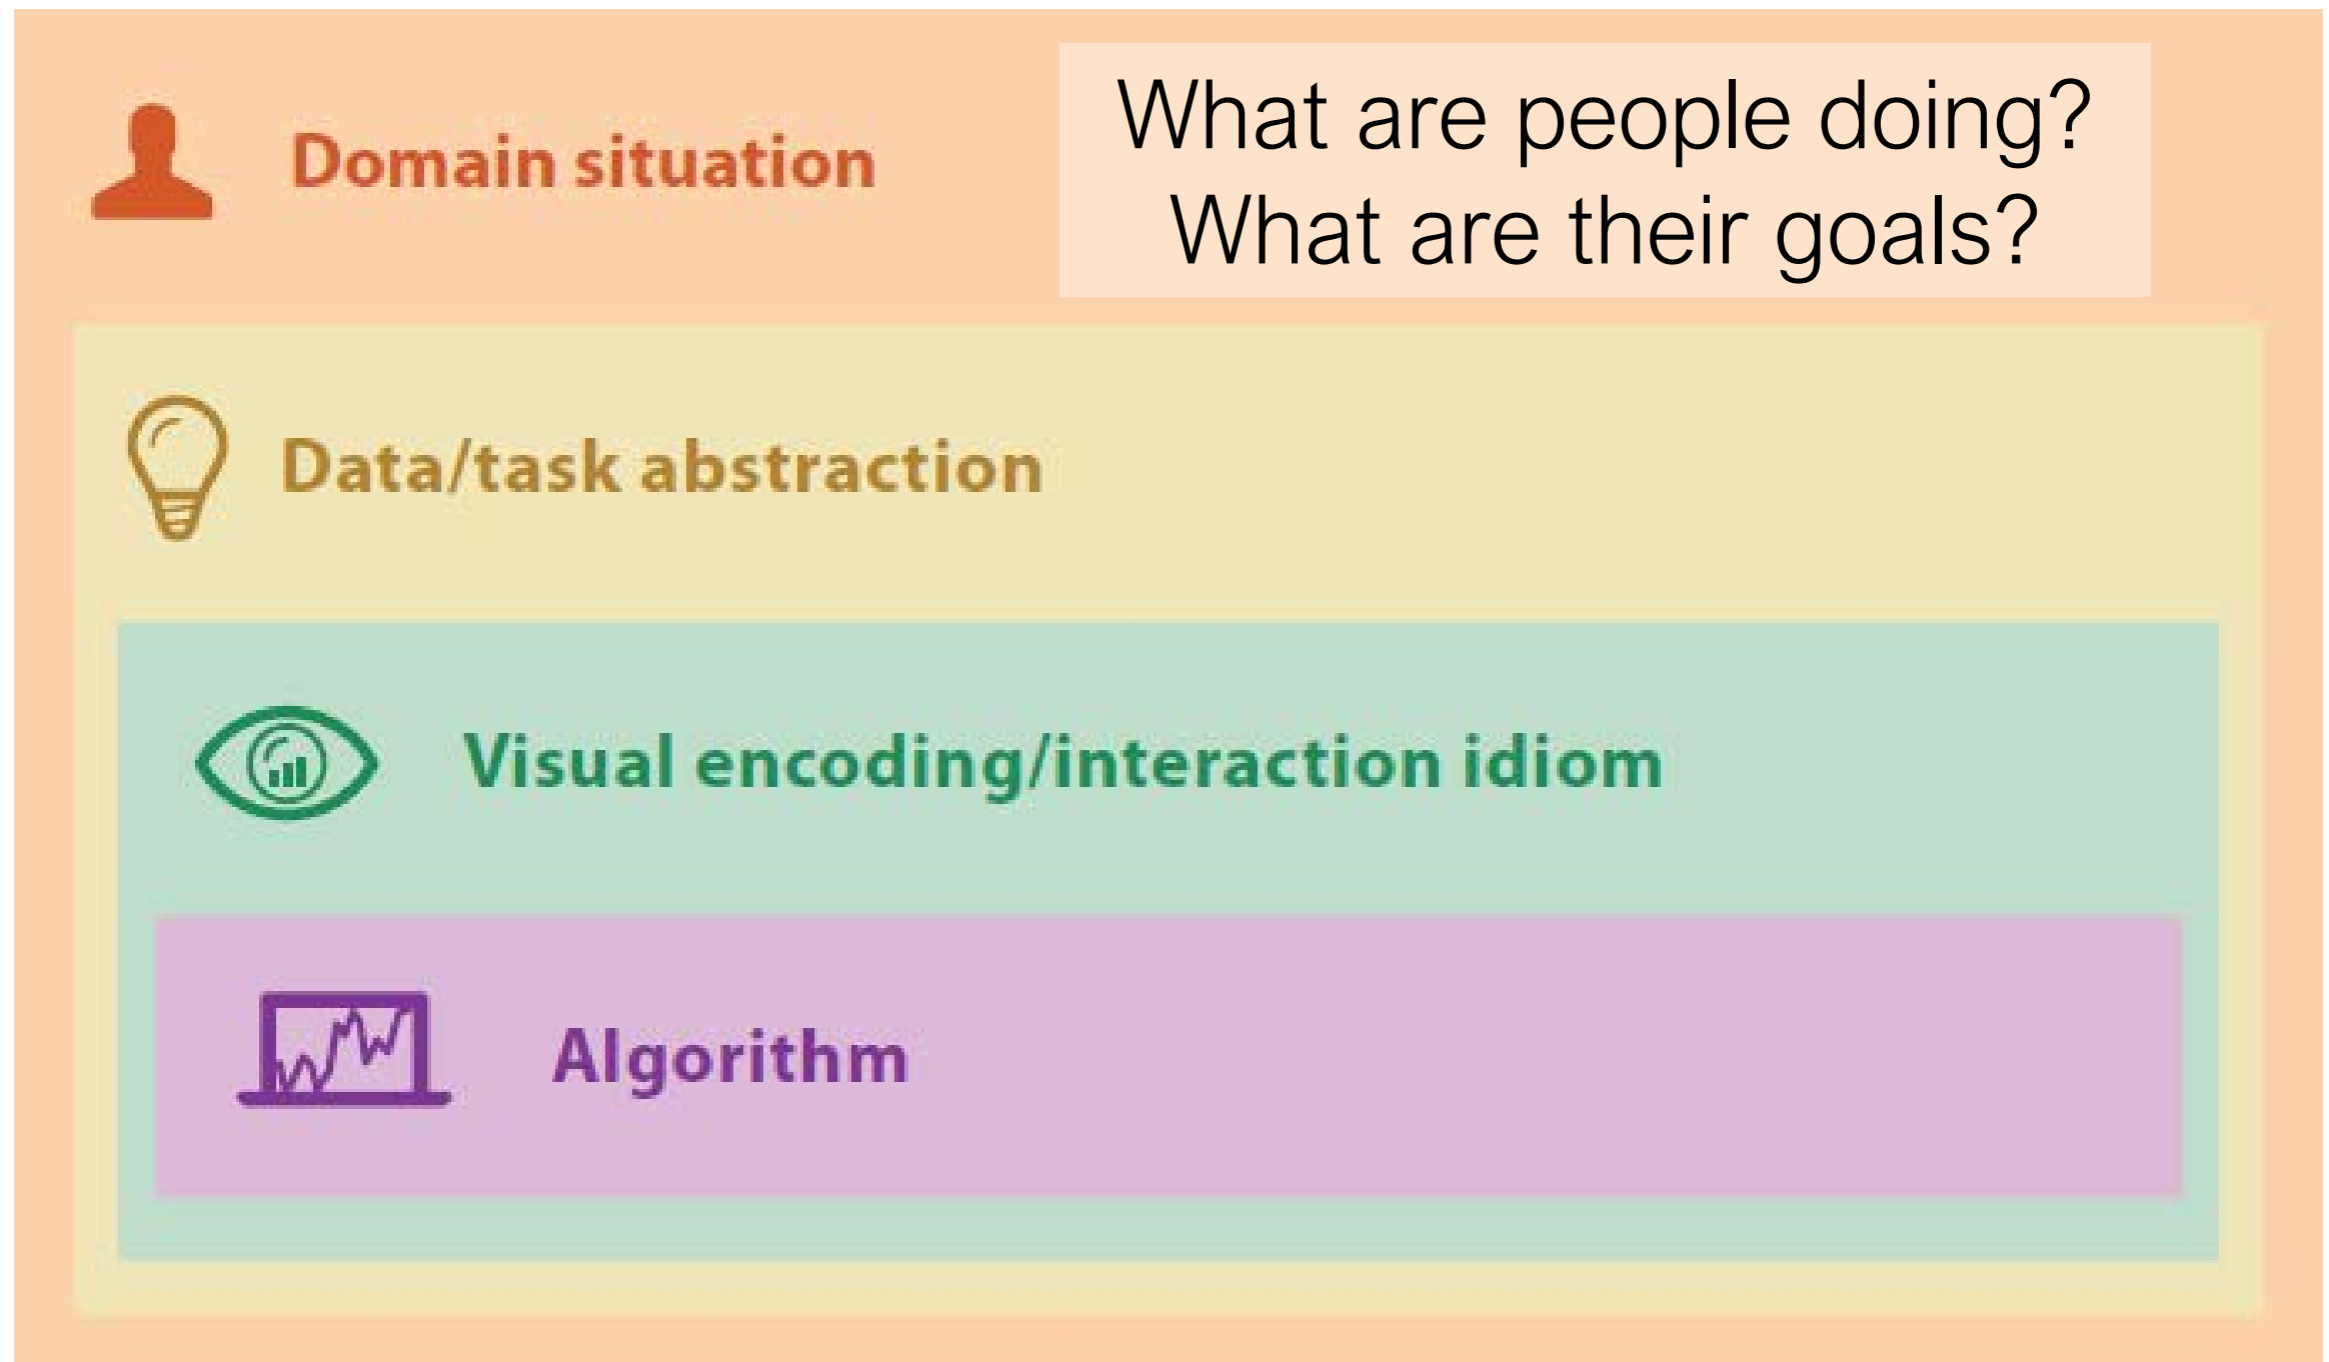 Domain situation
What are people doing?
What are their goals?
Data/task abstraction
Visual encoding/interaction idiom
Algorithm